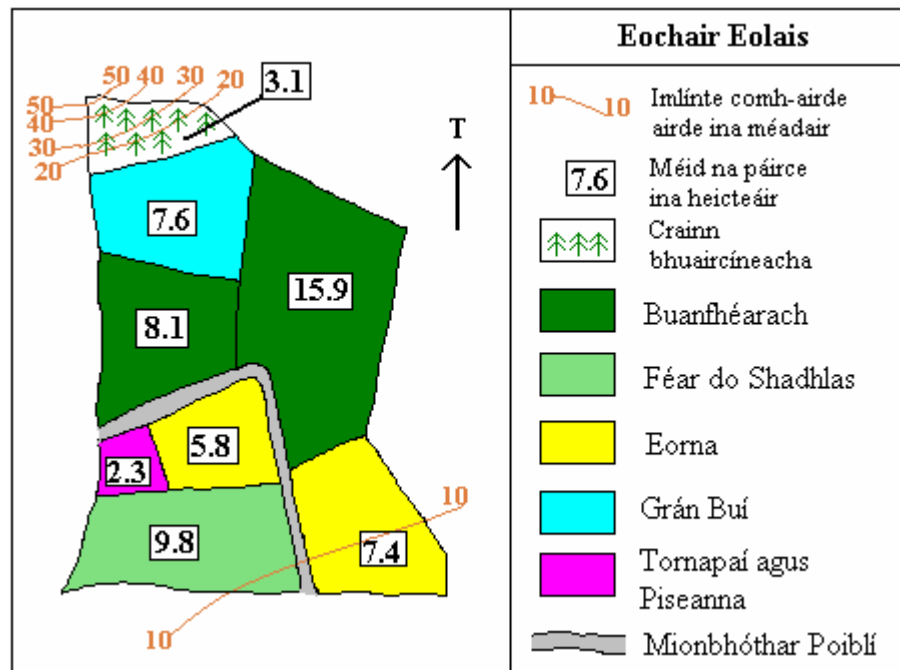 50 50 40 30 20
3.1
40
30
20
T
7.6
15.9
8.1
5.8
2.3
10
9.8
7.4
10
Eochair Eolais
10 10 Imlínte comh-airde
airde ina méadair
7.6 Méid na páirce
ina heicteáir
Crainn
bhuaircíneacha
Buanfhéarach
Féar do Shadhlas
Eorna
Grán Buí
Tornapaí agus
Piseanna
Mionbhóthar Poiblí